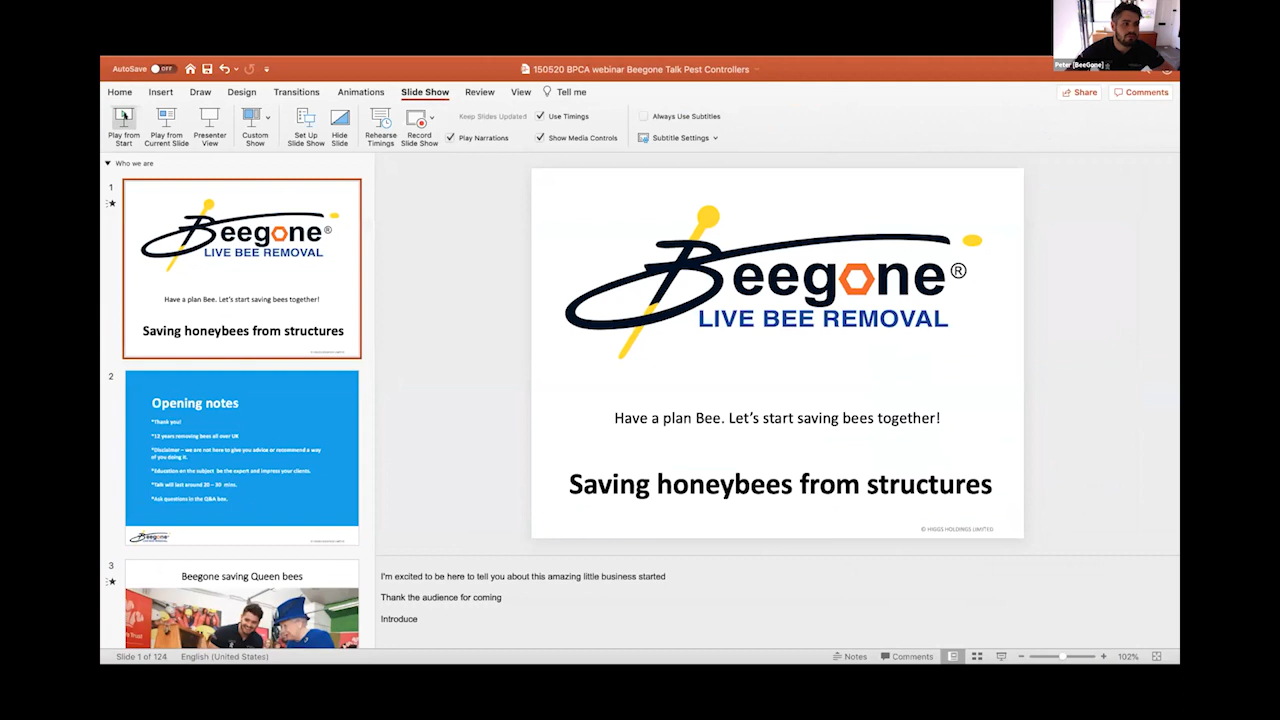 Peter [BeeGone]
AutoSave OFF
150520 BPCA webinar Beegone Talk Pest Controllers
Home Insert Draw Design Transitions Animations Slide Show Review View Tell me
Share Comments
Play from Start
Play from Current Slide
Presenter View
Custom Show
Set Up Slide Show
Hide Slide
Rehearse Timings
Record Slide Show
Keep Slides Updated
Use Timings
Play Narrations
Show Media Controls
Always Use Subtitles
Subtitle Settings
Who we are
1
Beegone®
LIVE BEE REMOVAL
Have a plan Bee. Let's start saving bees together!
Saving honeybees from structures
© HIGGS HOLDINGS LIMITED
2
Opening notes
*Thank you!
*12 years removing bees all over UK
*Disclaimer – we are not here to give you advice or recommend a way
of you doing it.
*Education on the subject be the expert and impress your clients.
*Talk will last around 20 – 30 mins.
*Ask questions in the Q&A box.
Beegone
3
Beegone saving Queen bees
Beegone®
LIVE BEE REMOVAL
Have a plan Bee. Let's start saving bees together!
Saving honeybees from structures
© HIGGS HOLDINGS LIMITED
I'm excited to be here to tell you about this amazing little business started
Thank the audience for coming
Introduce
Slide 1 of 124 English (United States)
Notes Comments 102%